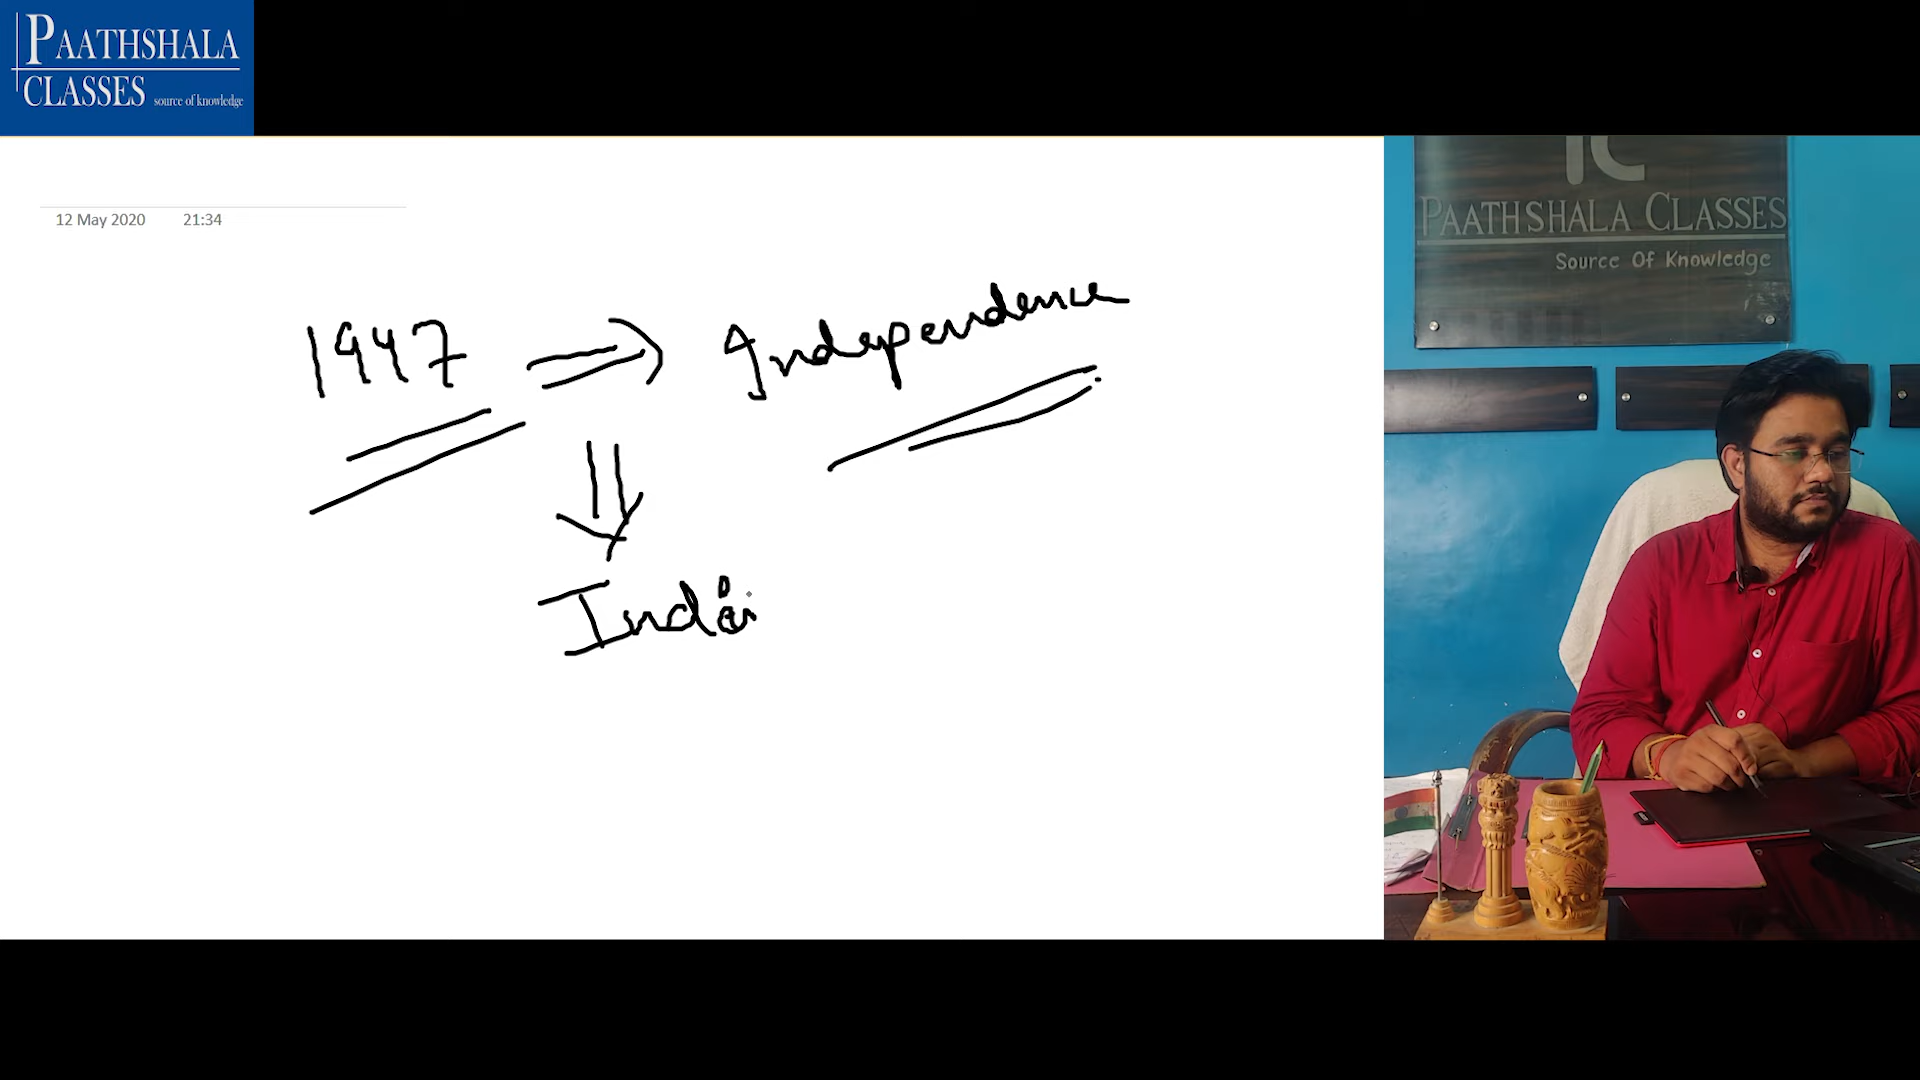 PAATHSHALA
CLASSES source of knowledge
12 May 2020 21:34
1947 ⇒ Independence
India
PAATHSHALA CLASSES
Source Of Knowledge